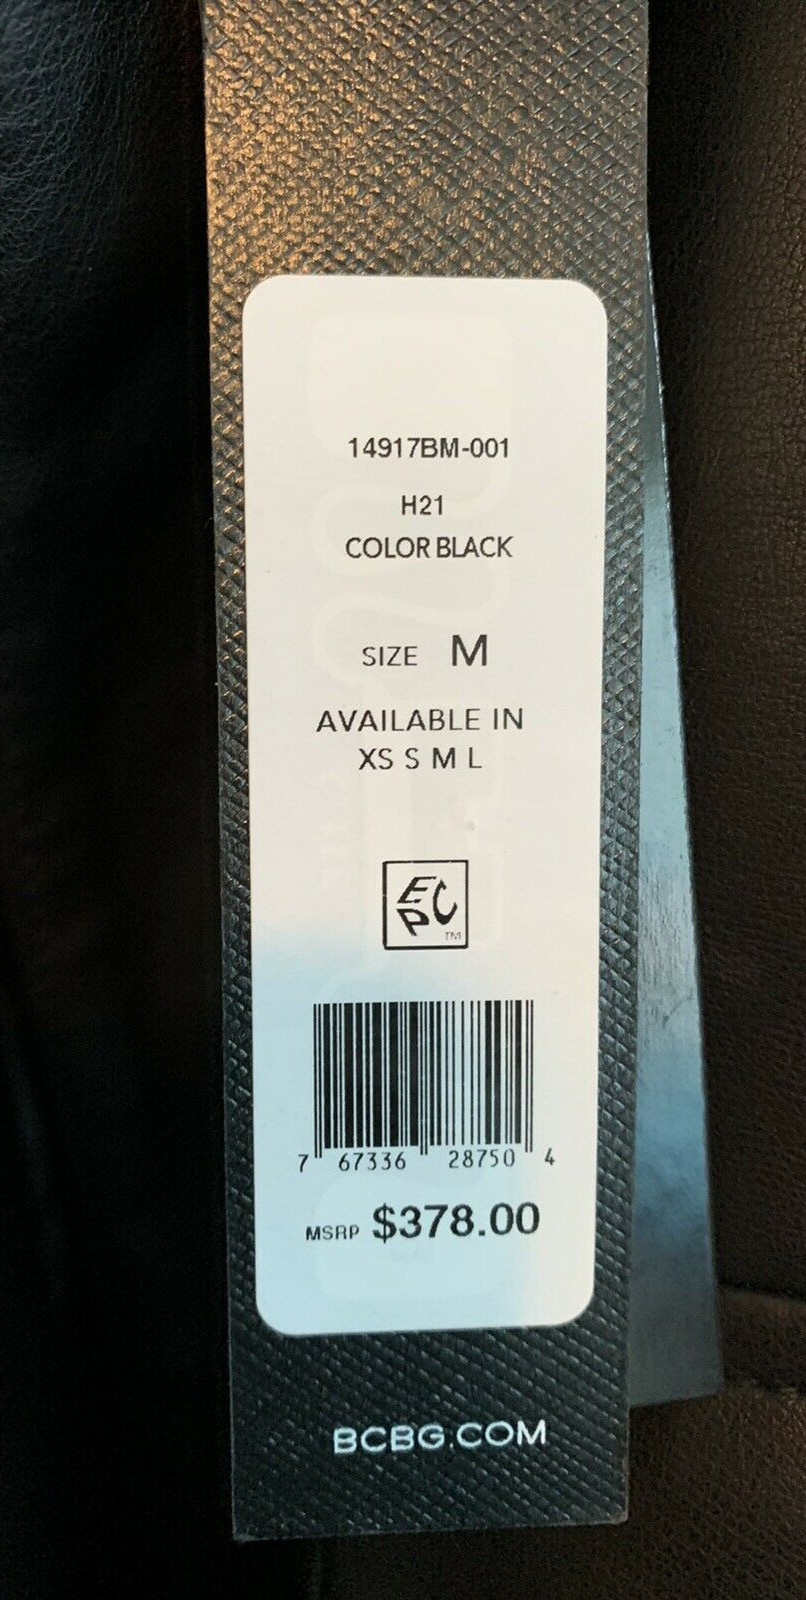 14917BM-001
H21
COLOR BLACK
SIZE M
AVAILABLE IN
XS S M L
EPC
TM
7 67336 28750 4
MSRP $378.00
BCBG.COM